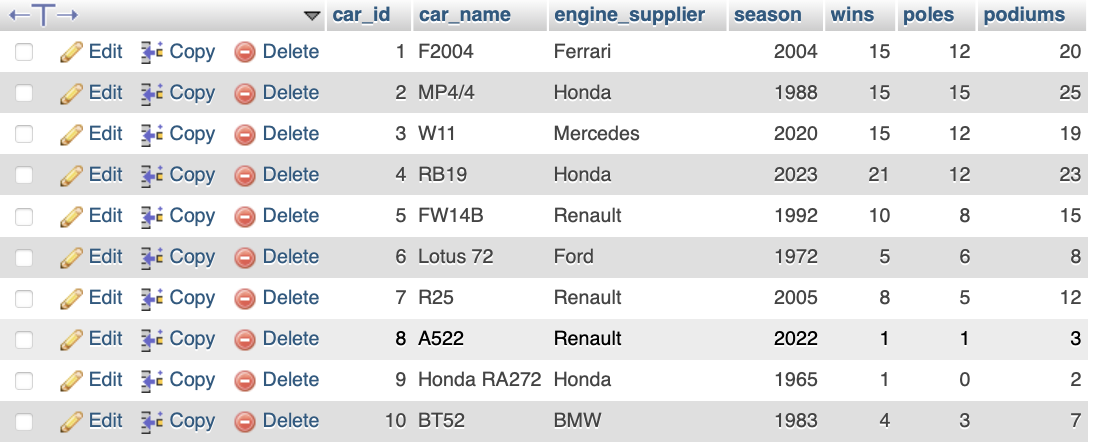 car_id car_name engine_supplier season wins poles podiums
Edit Copy Delete 1 F2004 Ferrari 2004 15 12 20
Edit Copy Delete 2 MP4/4 Honda 1988 15 15 25
Edit Copy Delete 3 W11 Mercedes 2020 15 12 19
Edit Copy Delete 4 RB19 Honda 2023 21 12 23
Edit Copy Delete 5 FW14B Renault 1992 10 8 15
Edit Copy Delete 6 Lotus 72 Ford 1972 5 6 8
Edit Copy Delete 7 R25 Renault 2005 8 5 12
Edit Copy Delete 8 A522 Renault 2022 1 1 3
Edit Copy Delete 9 Honda RA272 Honda 1965 1 0 2
Edit Copy Delete 10 BT52 BMW 1983 4 3 7